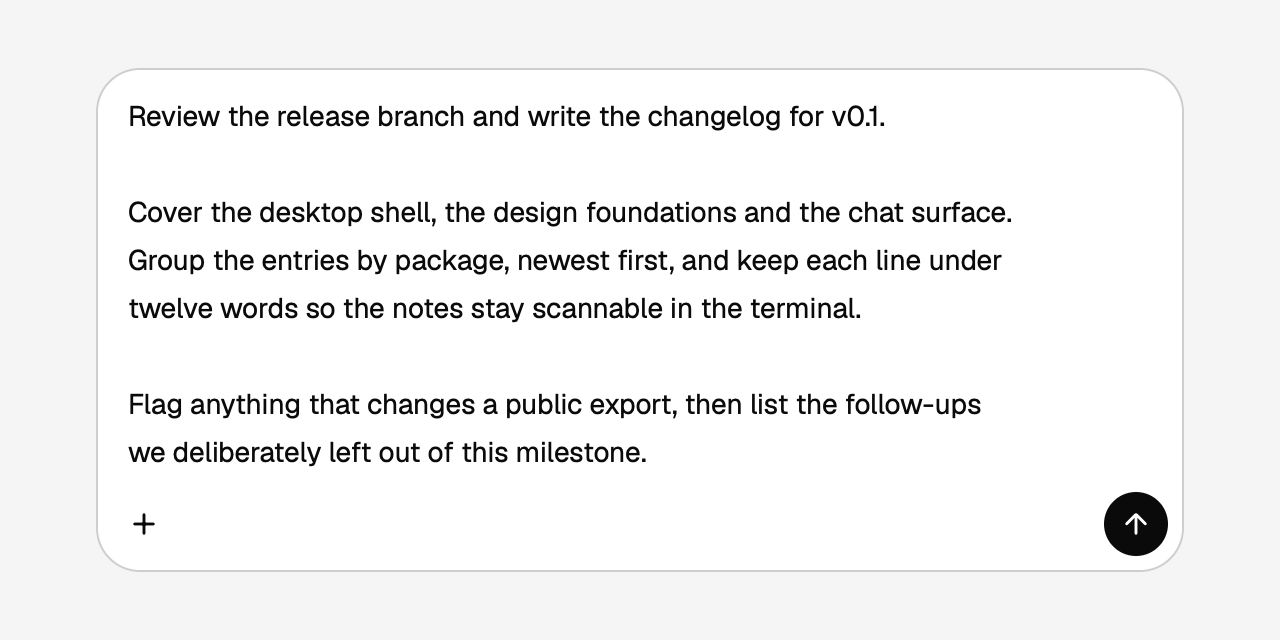 Review the release branch and write the changelog for v0.1.
Cover the desktop shell, the design foundations and the chat surface.
Group the entries by package, newest first, and keep each line under
twelve words so the notes stay scannable in the terminal.
Flag anything that changes a public export, then list the follow-ups
we deliberately left out of this milestone.